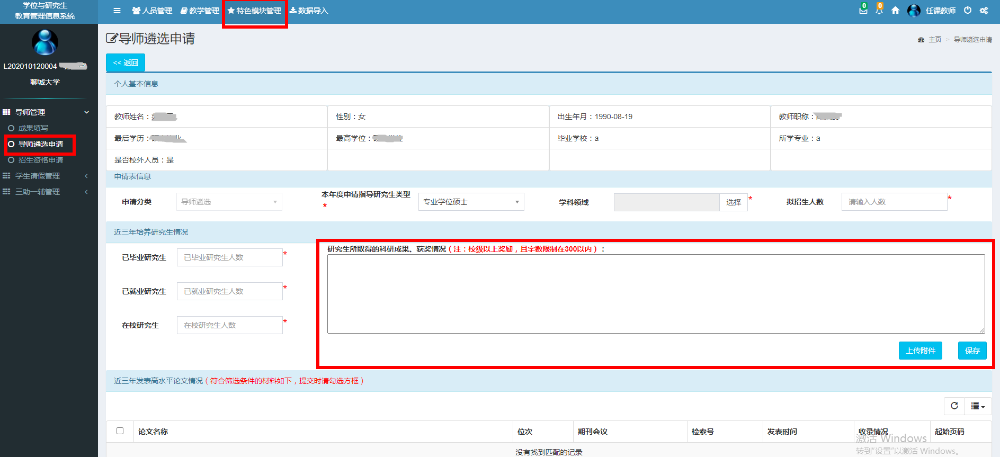 学位与研究生
教育管理信息系统
人员管理 教学管理 特色模块管理 数据导入
0 0 任课教师
L202010120004
聊城大学
导师管理
成果填写
导师遴选申请
招生资格申请
学生请假管理
三助一辅管理
导师遴选申请
主页 > 导师遴选申请
<< 返回
个人基本信息
教师姓名： 性别：女 出生年月：1990-08-19 教师职称：
最后学历： 最高学位： 毕业学校：a 所学专业：a
是否校外人员：是
申请表信息
申请分类 导师遴选 本年度申请指导研究生类型 * 专业学位硕士 学科领域 选择 * 拟招生人数 请输入人数 *
近三年培养研究生情况
已毕业研究生 已毕业研究生人数 *
已就业研究生 已就业研究生人数 *
在校研究生 在校研究生人数 *
研究生所取得的科研成果、获奖情况（注：校级以上奖励，且字数限制在300以内）：
上传附件 保存
近三年发表高水平论文情况（符合筛选条件的材料如下，提交时请勾选方框）
论文名称 位次 期刊会议 检索号 发表时间 收录情况 起始页码
没有找到匹配的记录
激活 Windows
转到"设置"以激活 Windows。